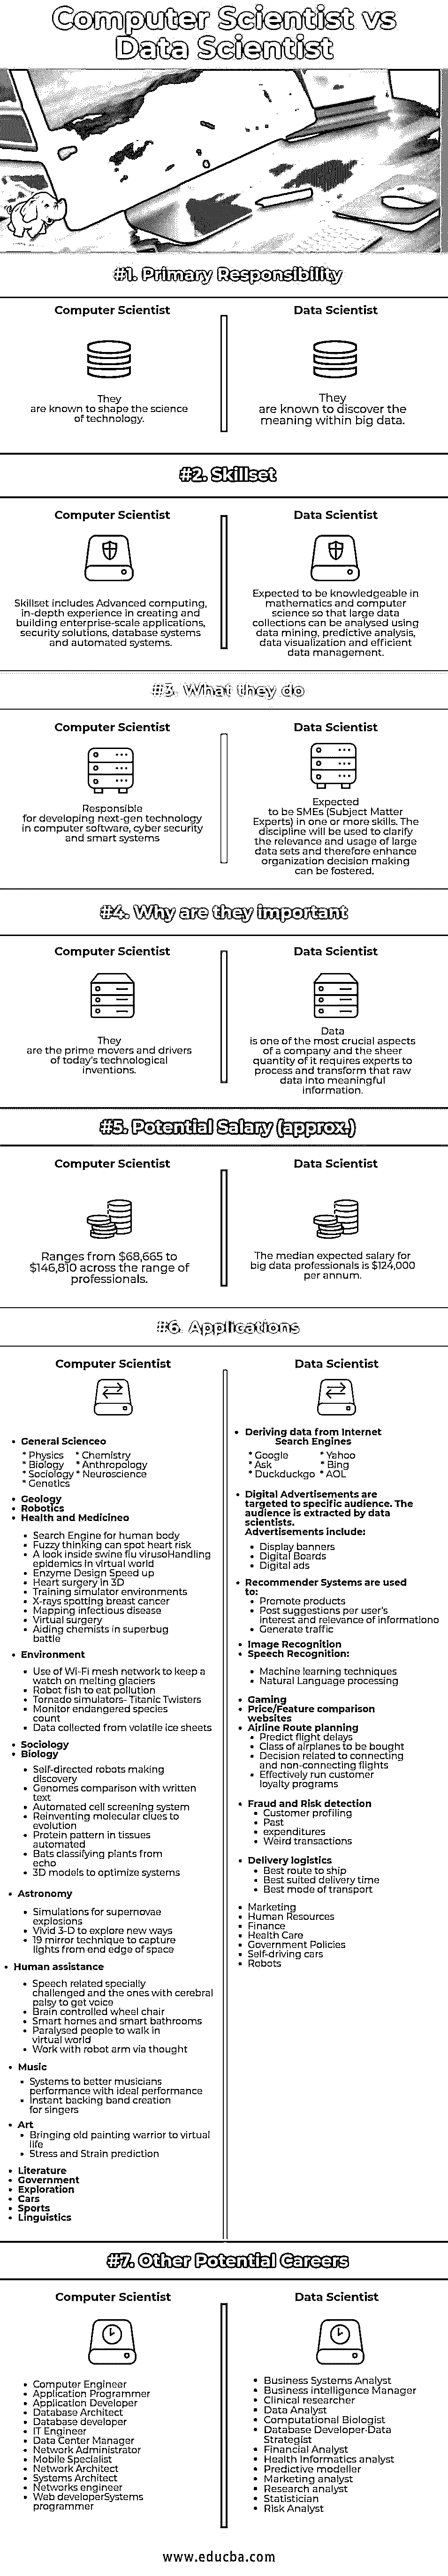 Computer Scientist vs
Data Scientist
#1. Primary Responsibility
Computer Scientist
They
are known to shape the science
of technology.
Data Scientist
They
are known to discover the
meaning within big data.
#2. Skillset
Computer Scientist
Skillset includes Advanced computing,
in-depth experience in creating and
building enterprise-scale applications,
security solutions, database systems
and automated systems.
Data Scientist
Expected to be knowledgeable in
mathematics and computer
science so that large data
collections can be analysed using
data mining, predictive analysis,
data visualization and efficient
data management.
#3. What they do
Computer Scientist
Responsible
for developing next-gen technology
in computer software, cyber security
and smart systems
Data Scientist
Expected
to be SMEs (Subject Matter
Experts) in one or more skills. The
discipline will be used to clarify
the relevance and usage of large
data sets and therefore enhance
organization decision making
can be fostered.
#4. Why are they important
Computer Scientist
They
are the prime movers and drivers
of today's technological
inventions.
Data Scientist
Data
is one of the most crucial aspects
of a company and the sheer
quantity of it requires experts to
process and transform that raw
data into meaningful
information.
#5. Potential Salary (approx.)
Computer Scientist
Ranges from $68,665 to
$146,810 across the range of
professionals.
Data Scientist
The median expected salary for
big data professionals is $124,000
per annum.
#6. Applications
Computer Scientist
• General Scienceo
* Physics * Chemistry
* Biology * Anthropology
* Sociology * Neuroscience
* Genetics
• Geology
• Robotics
• Health and Medicineo
• Search Engine for human body
• Fuzzy thinking can spot heart risk
• A look inside swine flu virusoHandling
epidemics in virtual world
• Enzyme Design Speed up
• Heart surgery in 3D
• Training simulator environments
• X-rays spotting breast cancer
• Mapping infectious disease
• Virtual surgery
• Aiding chemists in superbug
battle
• Environment
• Use of Wi-Fi mesh network to keep a
watch on melting glaciers
• Robot fish to eat pollution
• Tornado simulators- Titanic Twisters
• Monitor endangered species
count
• Data collected from volatile ice sheets
• Sociology
• Biology
• Self-directed robots making
discovery
• Genomes comparison with written
text
• Automated cell screening system
• Reinventing molecular clues to
evolution
• Protein pattern in tissues
automated
• Bats classifying plants from
echo
• 3D models to optimize systems
• Astronomy
• Simulations for supernovae
explosions
• Vivid 3-D to explore new ways
• 19 mirror technique to capture
lights from end edge of space
• Human assistance
• Speech related specially
challenged and the ones with cerebral
palsy to get voice
• Brain controlled wheel chair
• Smart homes and smart bathrooms
• Paralysed people to walk in
virtual world
• Work with robot arm via thought
• Music
• Systems to better musicians
performance with ideal performance
• Instant backing band creation
for singers
• Art
• Bringing old painting warrior to virtual
life
• Stress and Strain prediction
• Literature
• Government
• Exploration
• Cars
• Sports
• Linguistics
Data Scientist
• Deriving data from Internet
Search Engines
* Google * Yahoo
* Ask * Bing
* Duckduckgo * AOL
• Digital Advertisements are
targeted to specific audience. The
audience is extracted by data
scientists.
Advertisements include:
• Display banners
• Digital Boards
• Digital ads
• Recommender Systems are used
to:
• Promote products
• Post suggestions per user's
interest and relevance of informationo
• Generate traffic
• Image Recognition
• Speech Recognition:
• Machine learning techniques
• Natural Language processing
• Gaming
• Price/Feature comparison
websites
• Airline Route planning
• Predict flight delays
• Class of airplanes to be bought
• Decision related to connecting
and non-connecting flights
• Effectively run customer
loyalty programs
• Fraud and Risk detection
• Customer profiling
• Past
• expenditures
• Weird transactions
• Delivery logistics
• Best route to ship
• Best suited delivery time
• Best mode of transport
• Marketing
• Human Resources
• Finance
• Health Care
• Government Policies
• Self-driving cars
• Robots
#7. Other Potential Careers
Computer Scientist
• Computer Engineer
• Application Programmer
• Application Developer
• Database Architect
• Database developer
• IT Engineer
• Data Center Manager
• Network Administrator
• Mobile Specialist
• Network Architect
• Systems Architect
• Networks engineer
• Web developerSystems
programmer
Data Scientist
• Business Systems Analyst
• Business intelligence Manager
• Clinical researcher
• Data Analyst
• Computational Biologist
• Database Developer-Data
Strategist
• Financial Analyst
• Health Informatics analyst
• Predictive modeller
• Marketing analyst
• Research analyst
• Statistician
• Risk Analyst
www.educba.com